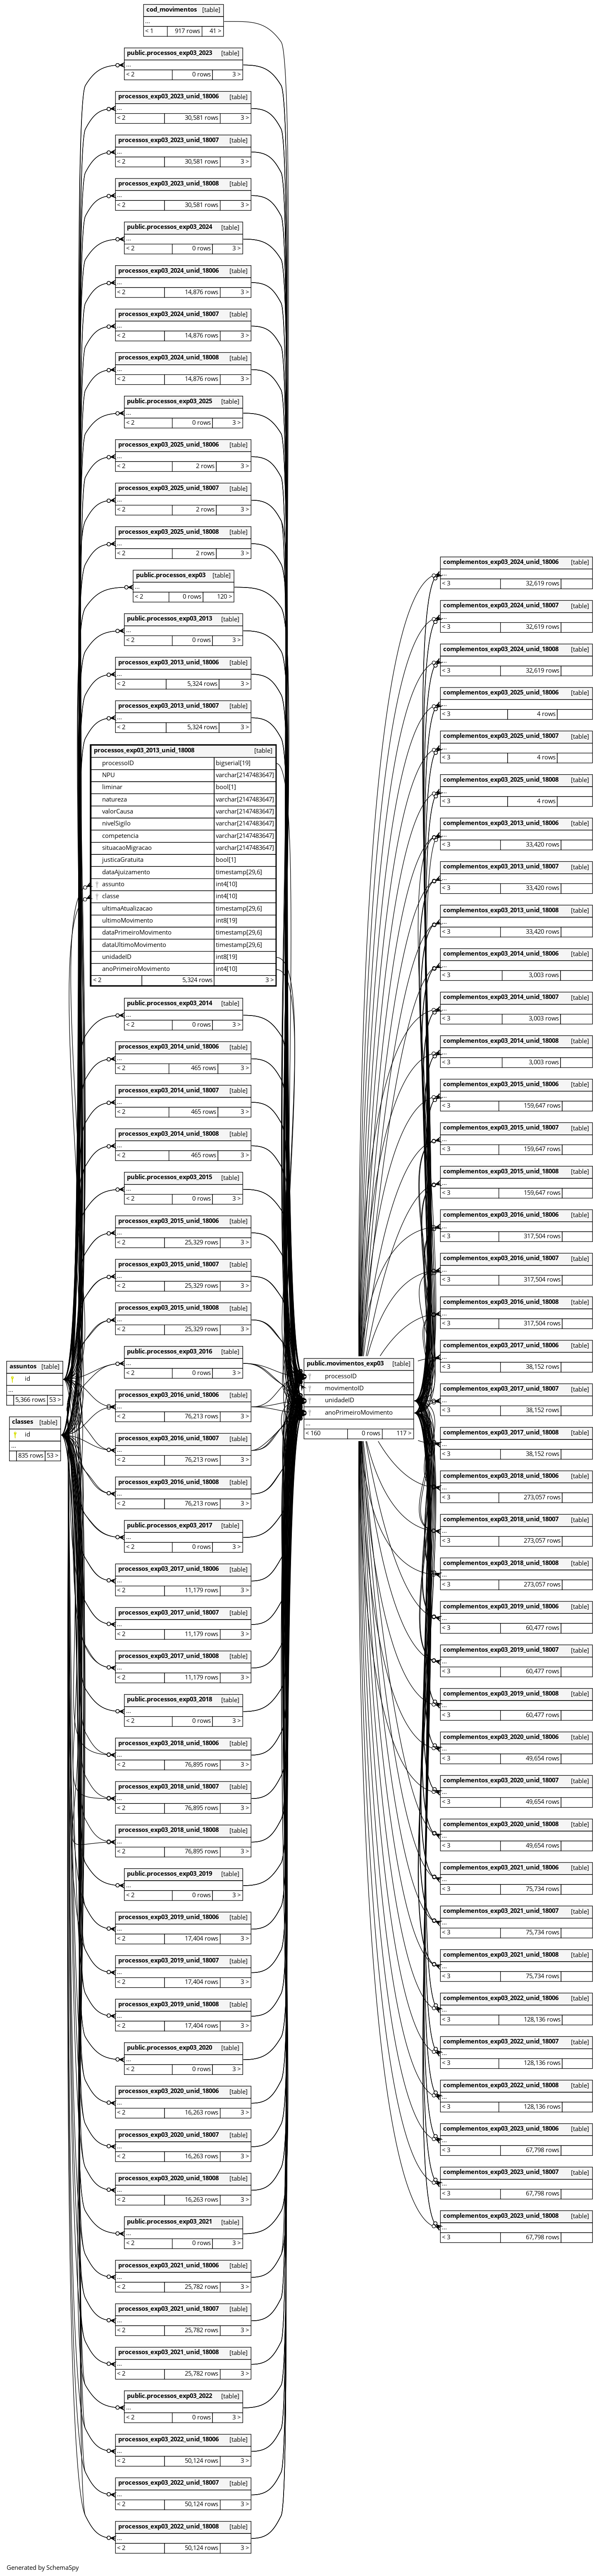 cod_movimentos [table]
...
< 1 917 rows 41 >
public.processos_exp03_2023 [table]
...
< 2 0 rows 3 >
processos_exp03_2023_unid_18006 [table]
...
< 2 30,581 rows 3 >
processos_exp03_2023_unid_18007 [table]
...
< 2 30,581 rows 3 >
processos_exp03_2023_unid_18008 [table]
...
< 2 30,581 rows 3 >
public.processos_exp03_2024 [table]
...
< 2 0 rows 3 >
processos_exp03_2024_unid_18006 [table]
...
< 2 14,876 rows 3 >
processos_exp03_2024_unid_18007 [table]
...
< 2 14,876 rows 3 >
processos_exp03_2024_unid_18008 [table]
...
< 2 14,876 rows 3 >
public.processos_exp03_2025 [table]
...
< 2 0 rows 3 >
processos_exp03_2025_unid_18006 [table]
...
< 2 2 rows 3 >
processos_exp03_2025_unid_18007 [table]
...
< 2 2 rows 3 >
processos_exp03_2025_unid_18008 [table]
...
< 2 2 rows 3 >
public.processos_exp03 [table]
...
< 2 0 rows 120 >
public.processos_exp03_2013 [table]
...
< 2 0 rows 3 >
processos_exp03_2013_unid_18006 [table]
...
< 2 5,324 rows 3 >
processos_exp03_2013_unid_18007 [table]
...
< 2 5,324 rows 3 >
processos_exp03_2013_unid_18008 [table]
processoID bigserial[19]
NPU varchar[2147483647]
liminar bool[1]
natureza varchar[2147483647]
valorCausa varchar[2147483647]
nivelSigilo varchar[2147483647]
competencia varchar[2147483647]
situacaoMigracao varchar[2147483647]
justicaGratuita bool[1]
dataAjuizamento timestamp[29,6]
assunto int4[10]
classe int4[10]
ultimaAtualizacao timestamp[29,6]
ultimoMovimento int8[19]
dataPrimeiroMovimento timestamp[29,6]
dataUltimoMovimento timestamp[29,6]
unidadeID int8[19]
anoPrimeiroMovimento int4[10]
< 2 5,324 rows 3 >
public.processos_exp03_2014 [table]
...
< 2 0 rows 3 >
processos_exp03_2014_unid_18006 [table]
...
< 2 465 rows 3 >
processos_exp03_2014_unid_18007 [table]
...
< 2 465 rows 3 >
processos_exp03_2014_unid_18008 [table]
...
< 2 465 rows 3 >
public.processos_exp03_2015 [table]
...
< 2 0 rows 3 >
processos_exp03_2015_unid_18006 [table]
...
< 2 25,329 rows 3 >
processos_exp03_2015_unid_18007 [table]
...
< 2 25,329 rows 3 >
processos_exp03_2015_unid_18008 [table]
...
< 2 25,329 rows 3 >
public.processos_exp03_2016 [table]
...
< 2 0 rows 3 >
processos_exp03_2016_unid_18006 [table]
...
< 2 76,213 rows 3 >
processos_exp03_2016_unid_18007 [table]
...
< 2 76,213 rows 3 >
processos_exp03_2016_unid_18008 [table]
...
< 2 76,213 rows 3 >
public.processos_exp03_2017 [table]
...
< 2 0 rows 3 >
processos_exp03_2017_unid_18006 [table]
...
< 2 11,179 rows 3 >
processos_exp03_2017_unid_18007 [table]
...
< 2 11,179 rows 3 >
processos_exp03_2017_unid_18008 [table]
...
< 2 11,179 rows 3 >
public.processos_exp03_2018 [table]
...
< 2 0 rows 3 >
processos_exp03_2018_unid_18006 [table]
...
< 2 76,895 rows 3 >
processos_exp03_2018_unid_18007 [table]
...
< 2 76,895 rows 3 >
processos_exp03_2018_unid_18008 [table]
...
< 2 76,895 rows 3 >
public.processos_exp03_2019 [table]
...
< 2 0 rows 3 >
processos_exp03_2019_unid_18006 [table]
...
< 2 17,404 rows 3 >
processos_exp03_2019_unid_18007 [table]
...
< 2 17,404 rows 3 >
processos_exp03_2019_unid_18008 [table]
...
< 2 17,404 rows 3 >
public.processos_exp03_2020 [table]
...
< 2 0 rows 3 >
processos_exp03_2020_unid_18006 [table]
...
< 2 16,263 rows 3 >
processos_exp03_2020_unid_18007 [table]
...
< 2 16,263 rows 3 >
processos_exp03_2020_unid_18008 [table]
...
< 2 16,263 rows 3 >
public.processos_exp03_2021 [table]
...
< 2 0 rows 3 >
processos_exp03_2021_unid_18006 [table]
...
< 2 25,782 rows 3 >
processos_exp03_2021_unid_18007 [table]
...
< 2 25,782 rows 3 >
processos_exp03_2021_unid_18008 [table]
...
< 2 25,782 rows 3 >
public.processos_exp03_2022 [table]
...
< 2 0 rows 3 >
processos_exp03_2022_unid_18006 [table]
...
< 2 50,124 rows 3 >
processos_exp03_2022_unid_18007 [table]
...
< 2 50,124 rows 3 >
processos_exp03_2022_unid_18008 [table]
...
< 2 50,124 rows 3 >
assuntos [table]
id
...
5,366 rows 53 >
classes [table]
id
...
835 rows 53 >
public.movimentos_exp03 [table]
processoID
movimentoID
unidadeID
anoPrimeiroMovimento
...
< 160 0 rows 117 >
complementos_exp03_2024_unid_18006 [table]
...
< 3 32,619 rows
complementos_exp03_2024_unid_18007 [table]
...
< 3 32,619 rows
complementos_exp03_2024_unid_18008 [table]
...
< 3 32,619 rows
complementos_exp03_2025_unid_18006 [table]
...
< 3 4 rows
complementos_exp03_2025_unid_18007 [table]
...
< 3 4 rows
complementos_exp03_2025_unid_18008 [table]
...
< 3 4 rows
complementos_exp03_2013_unid_18006 [table]
...
< 3 33,420 rows
complementos_exp03_2013_unid_18007 [table]
...
< 3 33,420 rows
complementos_exp03_2013_unid_18008 [table]
...
< 3 33,420 rows
complementos_exp03_2014_unid_18006 [table]
...
< 3 3,003 rows
complementos_exp03_2014_unid_18007 [table]
...
< 3 3,003 rows
complementos_exp03_2014_unid_18008 [table]
...
< 3 3,003 rows
complementos_exp03_2015_unid_18006 [table]
...
< 3 159,647 rows
complementos_exp03_2015_unid_18007 [table]
...
< 3 159,647 rows
complementos_exp03_2015_unid_18008 [table]
...
< 3 159,647 rows
complementos_exp03_2016_unid_18006 [table]
...
< 3 317,504 rows
complementos_exp03_2016_unid_18007 [table]
...
< 3 317,504 rows
complementos_exp03_2016_unid_18008 [table]
...
< 3 317,504 rows
complementos_exp03_2017_unid_18006 [table]
...
< 3 38,152 rows
complementos_exp03_2017_unid_18007 [table]
...
< 3 38,152 rows
complementos_exp03_2017_unid_18008 [table]
...
< 3 38,152 rows
complementos_exp03_2018_unid_18006 [table]
...
< 3 273,057 rows
complementos_exp03_2018_unid_18007 [table]
...
< 3 273,057 rows
complementos_exp03_2018_unid_18008 [table]
...
< 3 273,057 rows
complementos_exp03_2019_unid_18006 [table]
...
< 3 60,477 rows
complementos_exp03_2019_unid_18007 [table]
...
< 3 60,477 rows
complementos_exp03_2019_unid_18008 [table]
...
< 3 60,477 rows
complementos_exp03_2020_unid_18006 [table]
...
< 3 49,654 rows
complementos_exp03_2020_unid_18007 [table]
...
< 3 49,654 rows
complementos_exp03_2020_unid_18008 [table]
...
< 3 49,654 rows
complementos_exp03_2021_unid_18006 [table]
...
< 3 75,734 rows
complementos_exp03_2021_unid_18007 [table]
...
< 3 75,734 rows
complementos_exp03_2021_unid_18008 [table]
...
< 3 75,734 rows
complementos_exp03_2022_unid_18006 [table]
...
< 3 128,136 rows
complementos_exp03_2022_unid_18007 [table]
...
< 3 128,136 rows
complementos_exp03_2022_unid_18008 [table]
...
< 3 128,136 rows
complementos_exp03_2023_unid_18006 [table]
...
< 3 67,798 rows
complementos_exp03_2023_unid_18007 [table]
...
< 3 67,798 rows
complementos_exp03_2023_unid_18008 [table]
...
< 3 67,798 rows
Generated by SchemaSpy